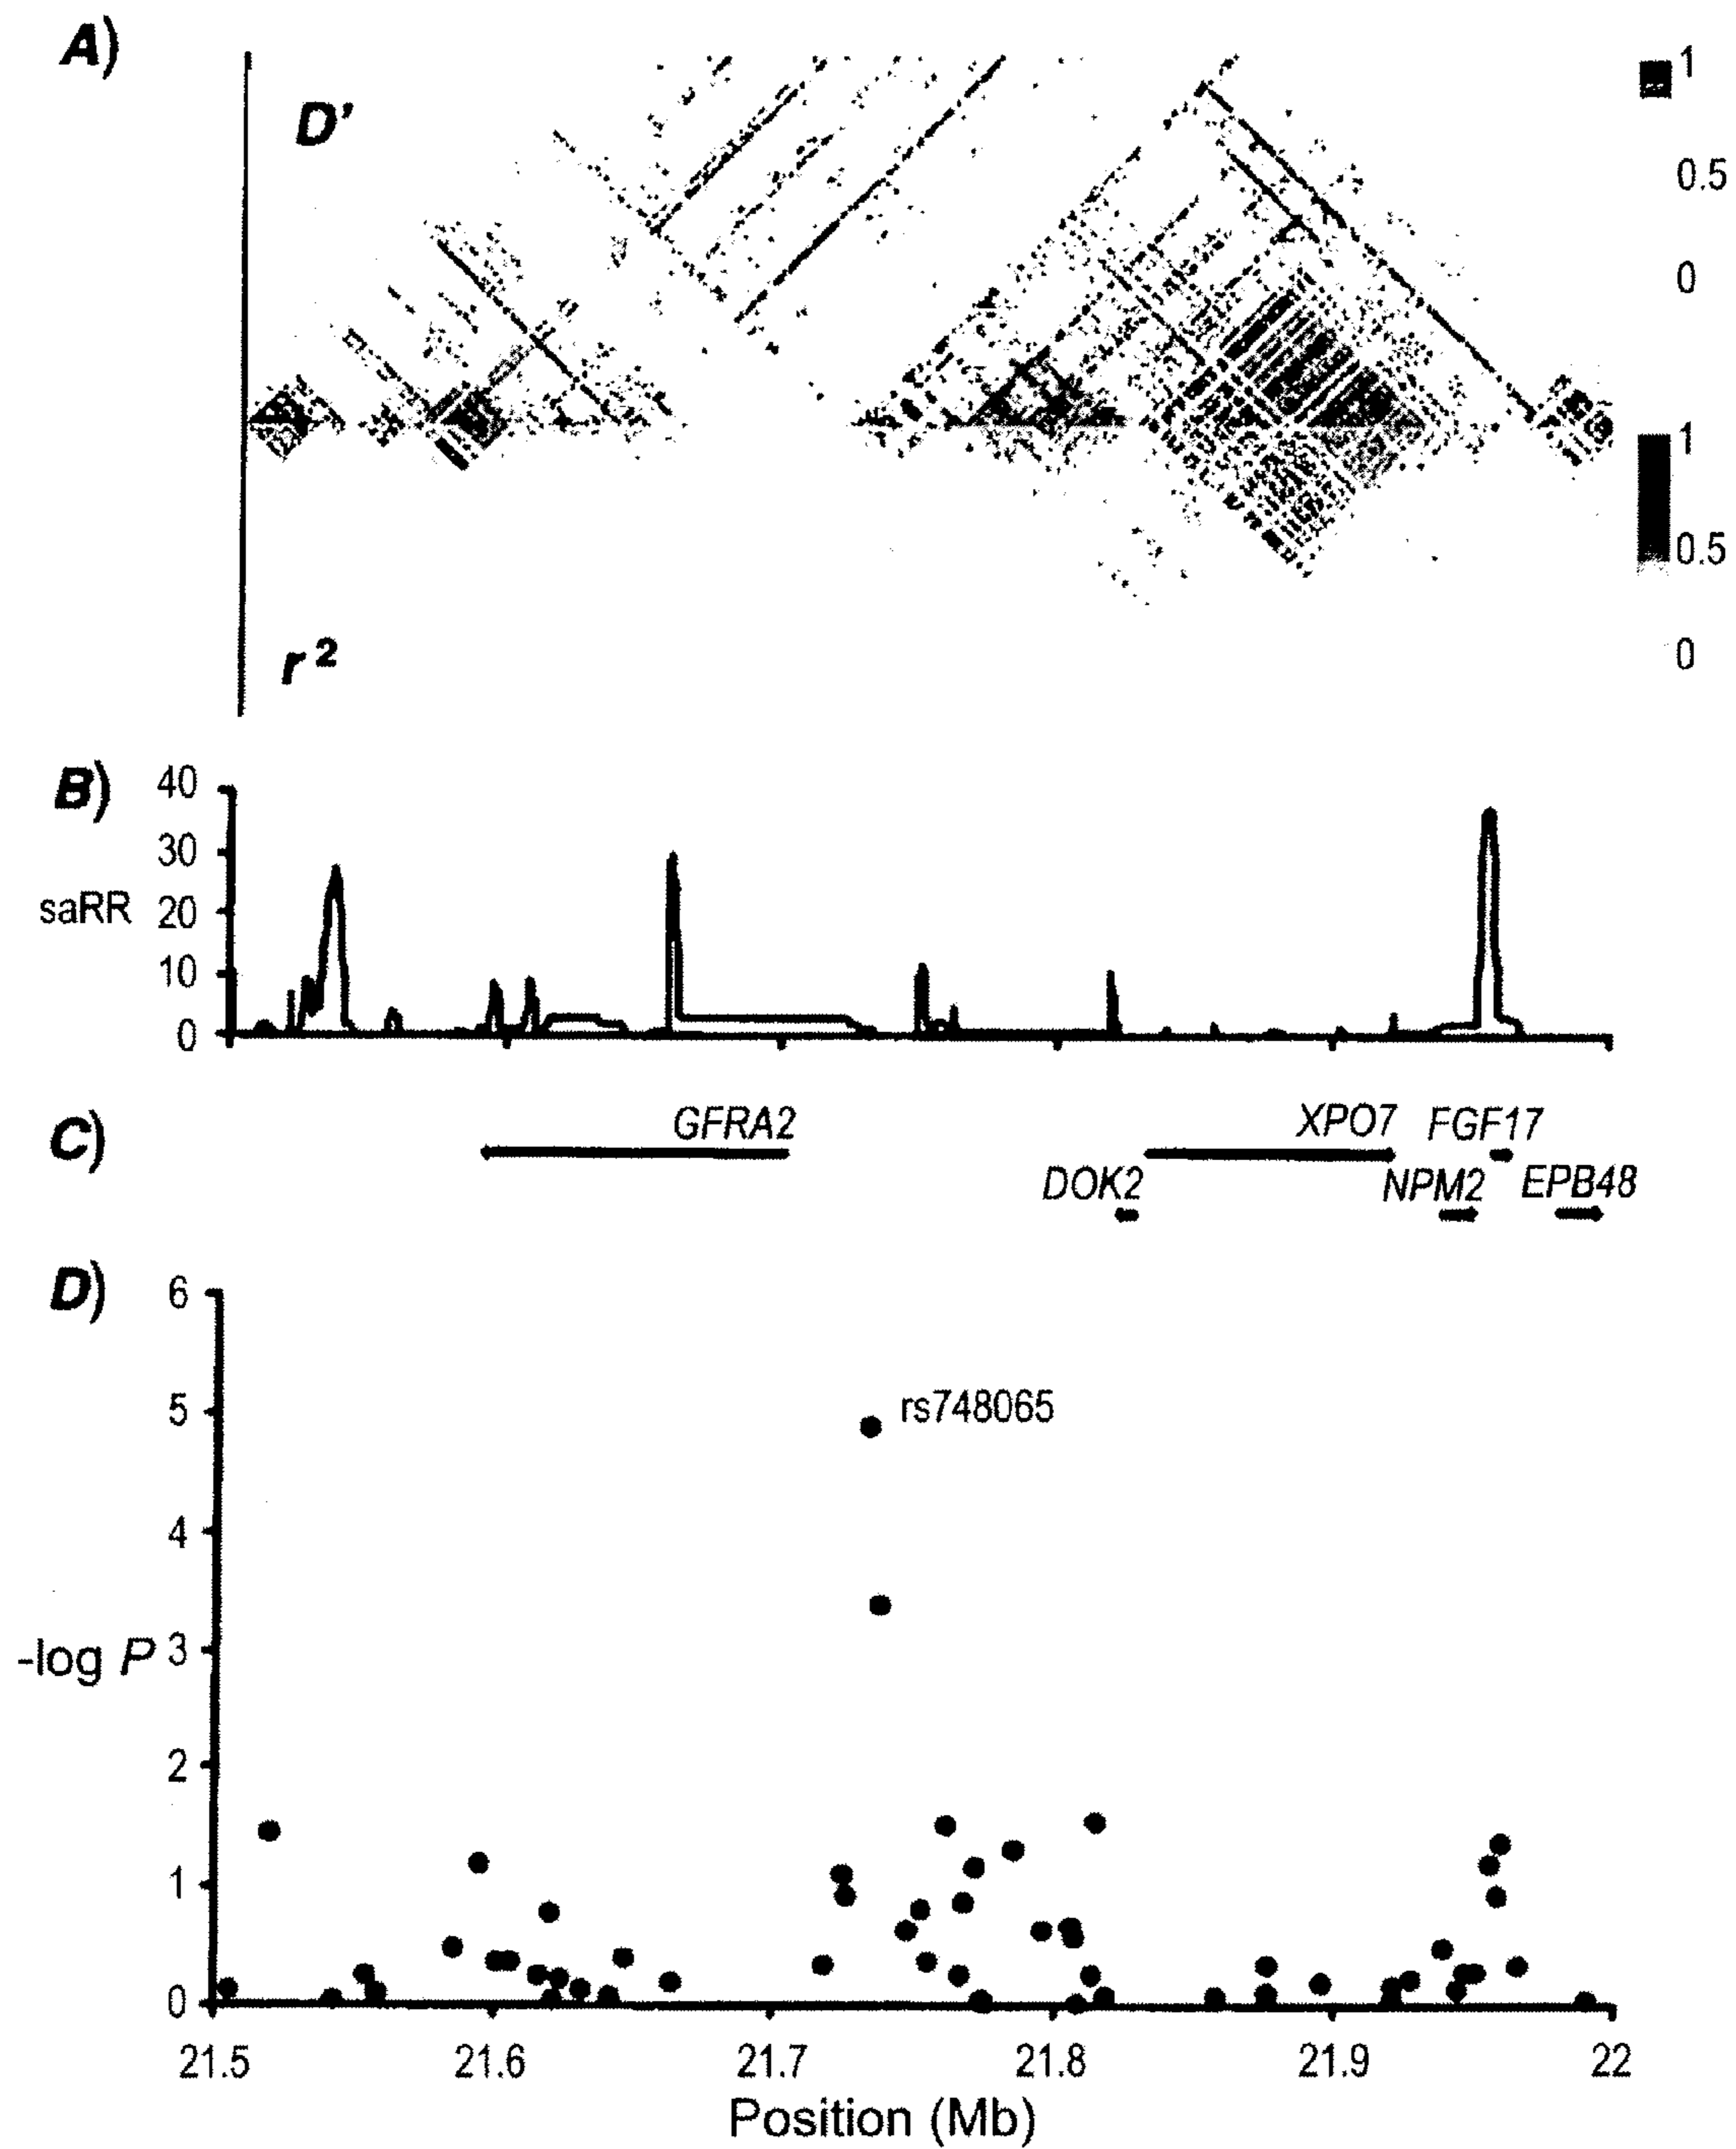 A)
D'
1
0.5
0
1
0.5
0
r²
B)
40
30
saRR 20
10
0
C)
GFRA2
XPO7 FGF17
DOK2
NPM2 EPB48
D)
6
5
rs748065
4
-log P 3
2
1
0
21.5 21.6 21.7 21.8 21.9 22
Position (Mb)